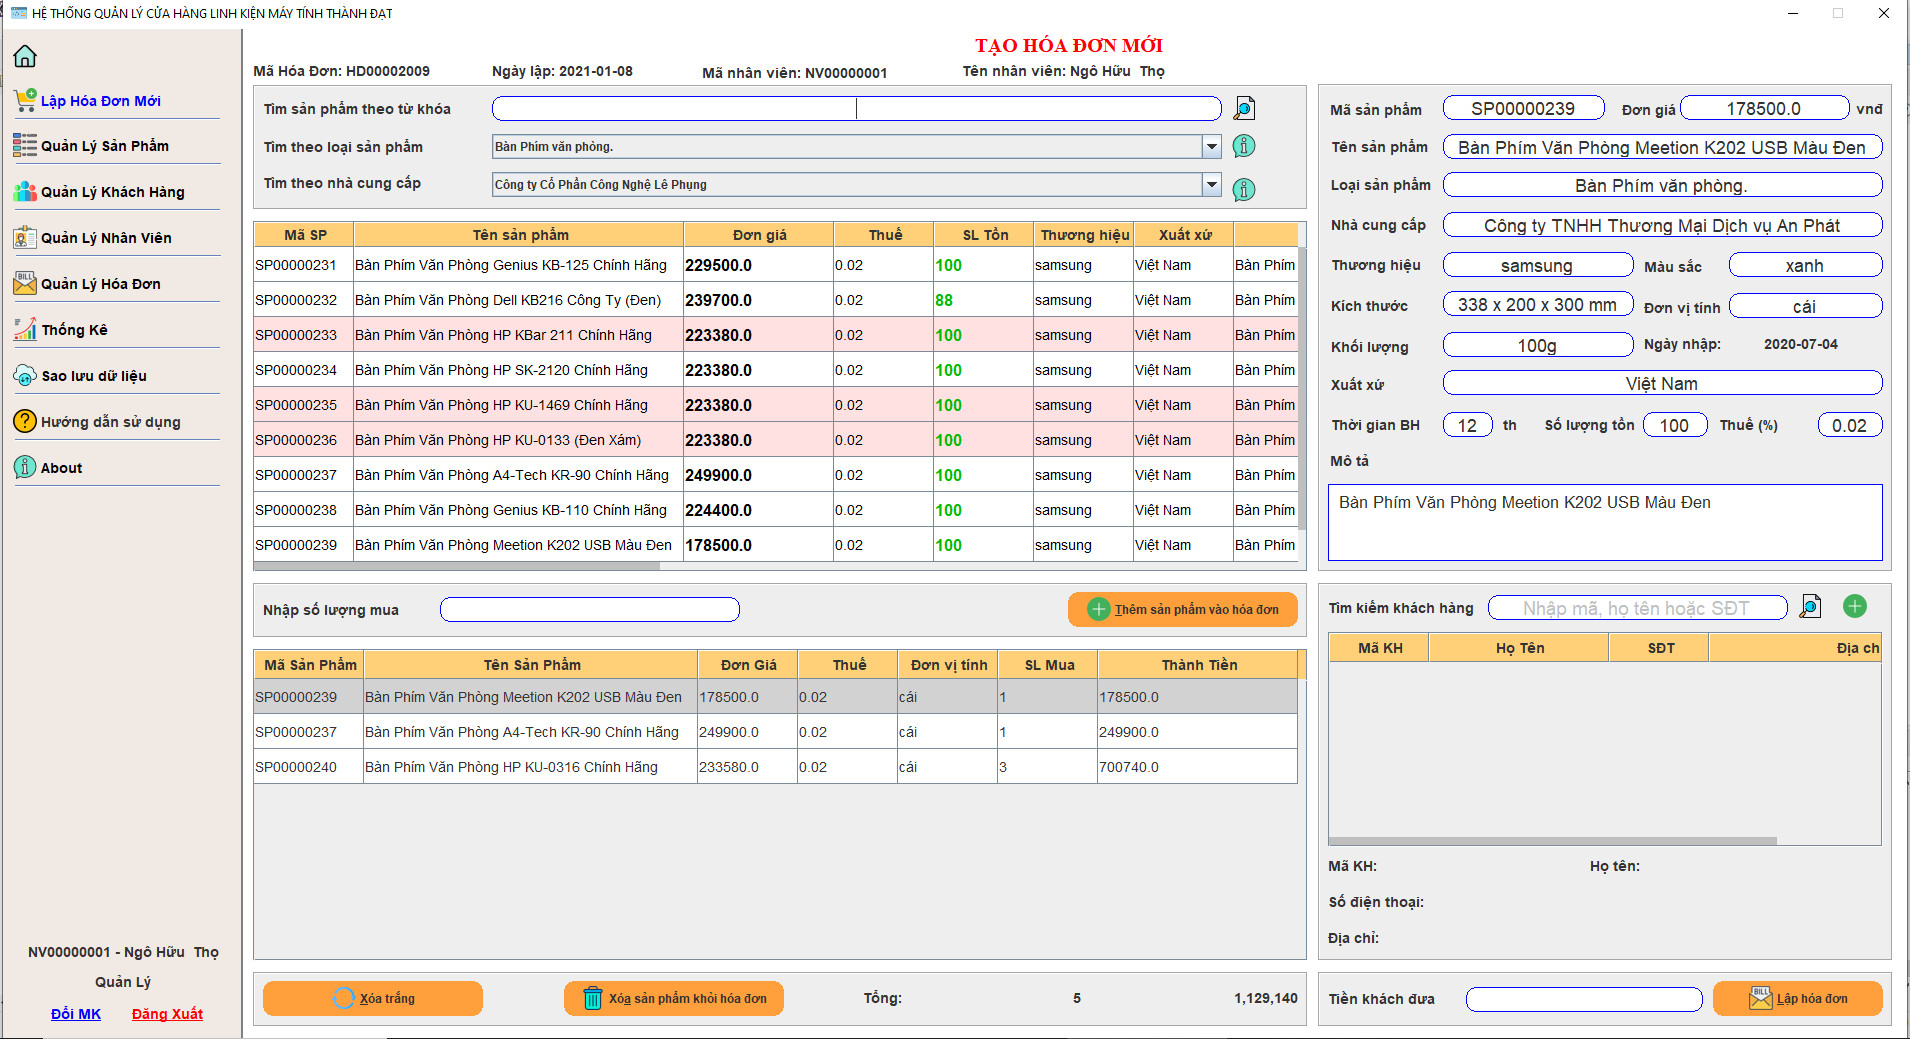 HỆ THỐNG QUẢN LÝ CỬA HÀNG LINH KIỆN MÁY TÍNH THÀNH ĐẠT
Lập Hóa Đơn Mới
Quản Lý Sản Phẩm
Quản Lý Khách Hàng
Quản Lý Nhân Viên
Quản Lý Hóa Đơn
Thống Kê
Sao lưu dữ liệu
Hướng dẫn sử dụng
About
NV00000001 - Ngô Hữu Thọ
Quản Lý
Đổi MK Đăng Xuất
TẠO HÓA ĐƠN MỚI
Mã Hóa Đơn: HD00002009 Ngày lập: 2021-01-08 Mã nhân viên: NV00000001 Tên nhân viên: Ngô Hữu Thọ
Tìm sản phẩm theo từ khóa
Tìm theo loại sản phẩm Bàn Phím văn phòng.
Tìm theo nhà cung cấp Công ty Cổ Phần Công Nghệ Lê Phụng
Mã SP Tên sản phẩm Đơn giá Thuế SL Tồn Thương hiệu Xuất xứ
SP00000231 Bàn Phím Văn Phòng Genius KB-125 Chính Hãng 229500.0 0.02 100 samsung Việt Nam Bàn Phím
SP00000232 Bàn Phím Văn Phòng Dell KB216 Công Ty (Đen) 239700.0 0.02 88 samsung Việt Nam Bàn Phím
SP00000233 Bàn Phím Văn Phòng HP KBar 211 Chính Hãng 223380.0 0.02 100 samsung Việt Nam Bàn Phím
SP00000234 Bàn Phím Văn Phòng HP SK-2120 Chính Hãng 223380.0 0.02 100 samsung Việt Nam Bàn Phím
SP00000235 Bàn Phím Văn Phòng HP KU-1469 Chính Hãng 223380.0 0.02 100 samsung Việt Nam Bàn Phím
SP00000236 Bàn Phím Văn Phòng HP KU-0133 (Đen Xám) 223380.0 0.02 100 samsung Việt Nam Bàn Phím
SP00000237 Bàn Phím Văn Phòng A4-Tech KR-90 Chính Hãng 249900.0 0.02 100 samsung Việt Nam Bàn Phím
SP00000238 Bàn Phím Văn Phòng Genius KB-110 Chính Hãng 224400.0 0.02 100 samsung Việt Nam Bàn Phím
SP00000239 Bàn Phím Văn Phòng Meetion K202 USB Màu Đen 178500.0 0.02 100 samsung Việt Nam Bàn Phím
Nhập số lượng mua Thêm sản phẩm vào hóa đơn
Mã Sản Phẩm Tên Sản Phẩm Đơn Giá Thuế Đơn vị tính SL Mua Thành Tiền
SP00000239 Bàn Phím Văn Phòng Meetion K202 USB Màu Đen 178500.0 0.02 cái 1 178500.0
SP00000237 Bàn Phím Văn Phòng A4-Tech KR-90 Chính Hãng 249900.0 0.02 cái 1 249900.0
SP00000240 Bàn Phím Văn Phòng HP KU-0316 Chính Hãng 233580.0 0.02 cái 3 700740.0
Xóa trắng Xóa sản phẩm khỏi hóa đơn Tổng: 5 1,129,140
Mã sản phẩm SP00000239 Đơn giá 178500.0 vnđ
Tên sản phẩm Bàn Phím Văn Phòng Meetion K202 USB Màu Đen
Loại sản phẩm Bàn Phím văn phòng.
Nhà cung cấp Công ty TNHH Thương Mại Dịch vụ An Phát
Thương hiệu samsung Màu sắc xanh
Kích thước 338 x 200 x 300 mm Đơn vị tính cái
Khối lượng 100g Ngày nhập: 2020-07-04
Xuất xứ Việt Nam
Thời gian BH 12 th Số lượng tồn 100 Thuế (%) 0.02
Mô tả
Bàn Phím Văn Phòng Meetion K202 USB Màu Đen
Tìm kiếm khách hàng Nhập mã, họ tên hoặc SĐT
Mã KH Họ Tên SĐT Địa ch
Mã KH: Họ tên:
Số điện thoại:
Địa chỉ:
Tiền khách đưa BILL Lập hóa đơn